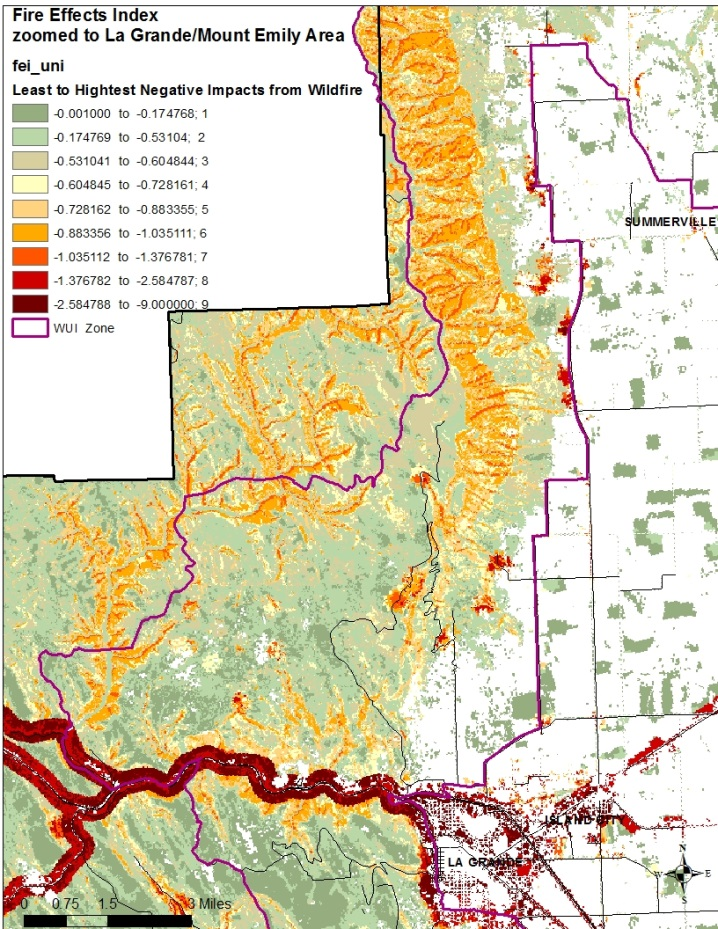 Fire Effects Index
zoomed to La Grande/Mount Emily Area
fei_uni
Least to Highest Negative Impacts from Wildfire
-0.001000 to -0.174768; 1
-0.174769 to -0.53104; 2
-0.531041 to -0.604844; 3
-0.604845 to -0.728161; 4
-0.728162 to -0.883355; 5
-0.883356 to -1.035111; 6
-1.035112 to -1.376781; 7
-1.376782 to -2.584787; 8
-2.584788 to -9.000000; 9
WUI Zone
SUMMERVILLE
ISLAND CITY
LA GRANDE
N
W E
S
0 0.75 1.5 3 Miles